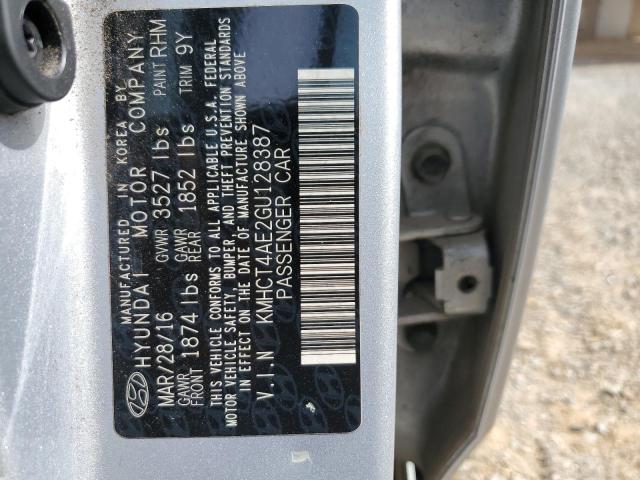 MANUFACTURED IN KOREA BY
HYUNDAI MOTOR COMPANY
MAR/28/16 GVWR 3527 lbs PAINT RHM
GAWR FRONT 1874 lbs GAWR REAR 1852 lbs TRIM 9Y
THIS VEHICLE CONFORMS TO ALL APPLICABLE U.S.A. FEDERAL
MOTOR VEHICLE SAFETY, BUMPER, AND THEFT PREVENTION STANDARDS
IN EFFECT ON THE DATE OF MANUFACTURE SHOWN ABOVE
V.I.N KMHCT4AE2GU128387
PASSENGER CAR